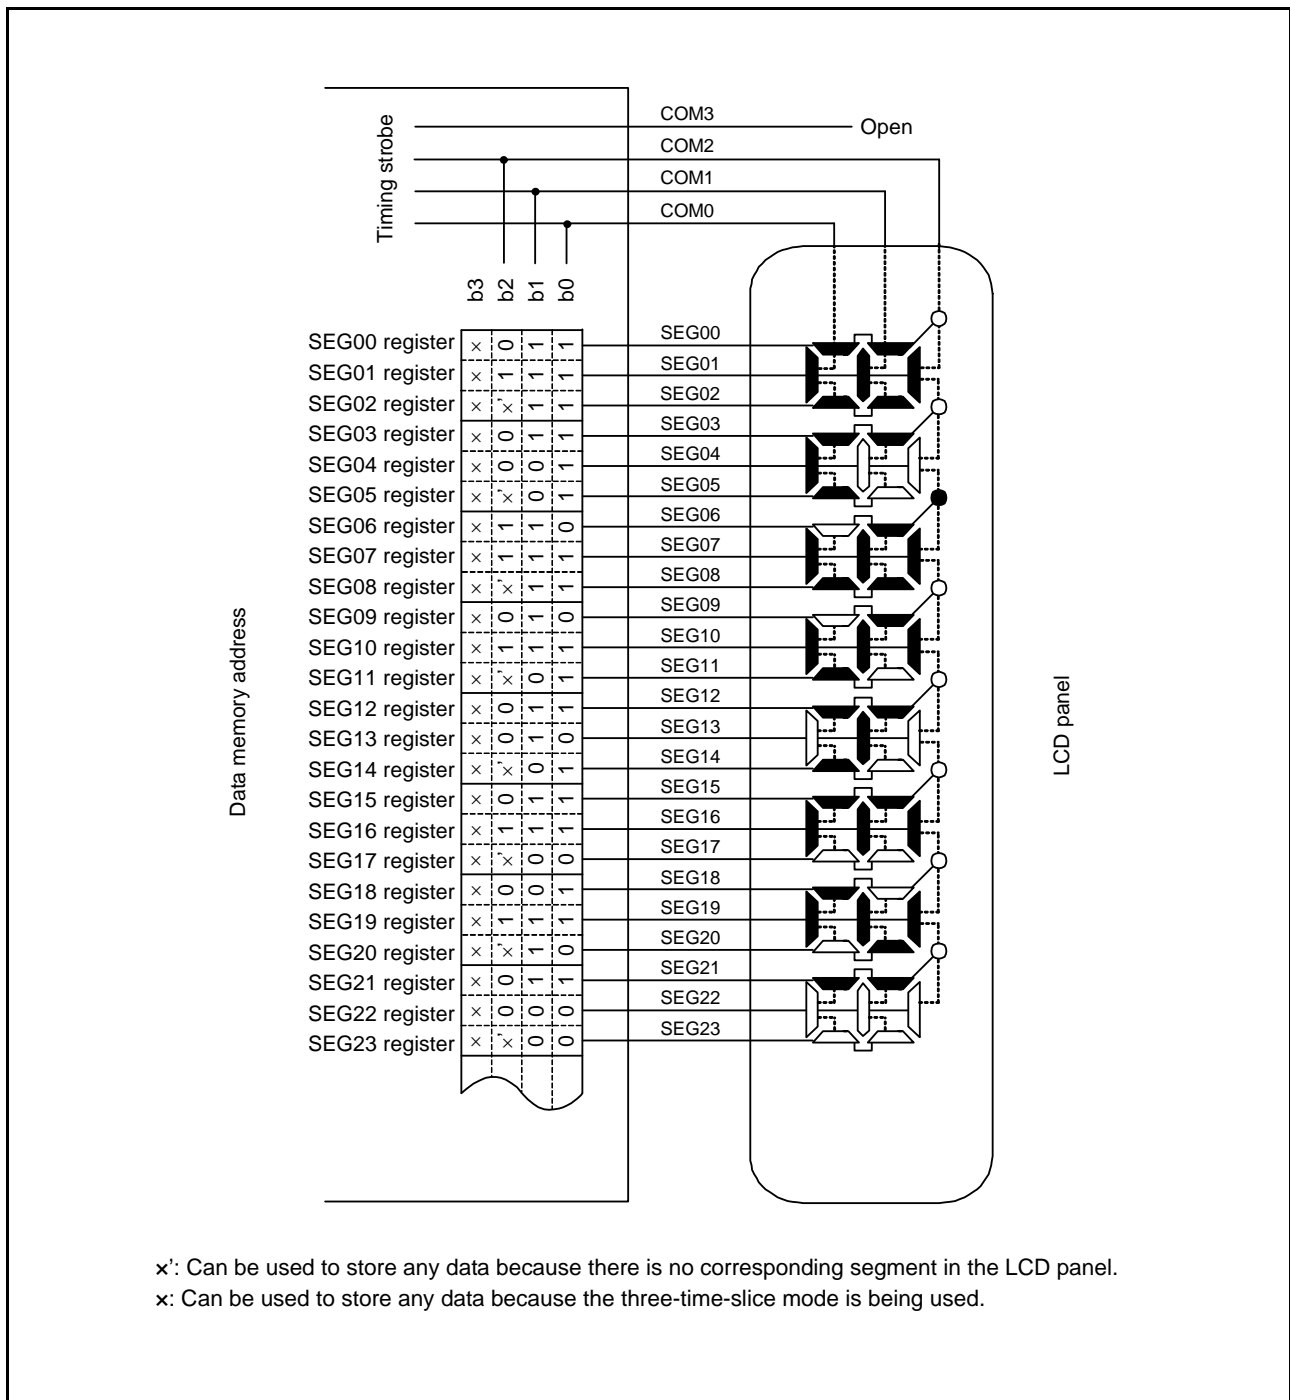 COM3
Open
COM2
COM1
COM0
Timing strobe
b3 b2 b1 b0
SEG00 register × 0 1 1 SEG00
SEG01 register × 1 1 1 SEG01
SEG02 register × ×' 1 1 SEG02
SEG03 register × 0 1 1 SEG03
SEG04 register × 0 0 1 SEG04
SEG05 register × ×' 0 1 SEG05
SEG06 register × 1 1 0 SEG06
SEG07 register × 1 1 1 SEG07
SEG08 register × ×' 1 1 SEG08
SEG09 register × 0 1 0 SEG09
SEG10 register × 1 1 1 SEG10
SEG11 register × ×' 0 1 SEG11
SEG12 register × 0 1 1 SEG12
SEG13 register × 0 1 0 SEG13
SEG14 register × ×' 0 1 SEG14
SEG15 register × 0 1 1 SEG15
SEG16 register × 1 1 1 SEG16
SEG17 register × ×' 0 0 SEG17
SEG18 register × 0 0 1 SEG18
SEG19 register × 1 1 1 SEG19
SEG20 register × ×' 1 0 SEG20
SEG21 register × 0 1 1 SEG21
SEG22 register × 0 0 0 SEG22
SEG23 register × ×' 0 0 SEG23
Data memory address
LCD panel
×': Can be used to store any data because there is no corresponding segment in the LCD panel.
×: Can be used to store any data because the three-time-slice mode is being used.